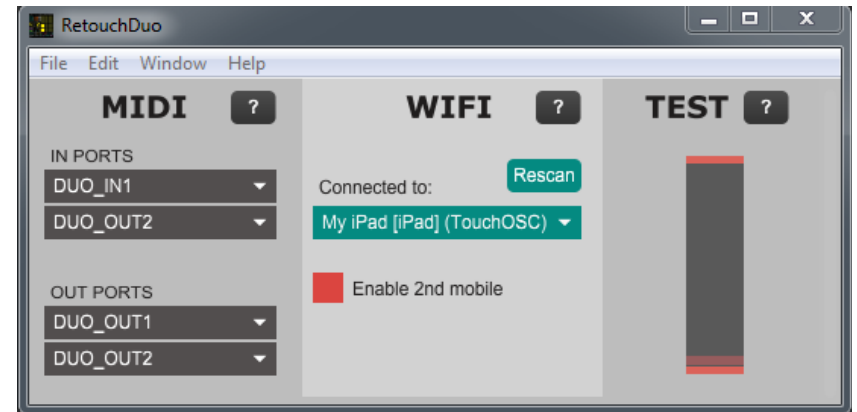 RetouchDuo
File Edit Window Help
MIDI ?
IN PORTS
DUO_IN1
DUO_OUT2
OUT PORTS
DUO_OUT1
DUO_OUT2
WIFI ?
Rescan
Connected to:
My iPad [iPad] (TouchOSC)
Enable 2nd mobile
TEST ?